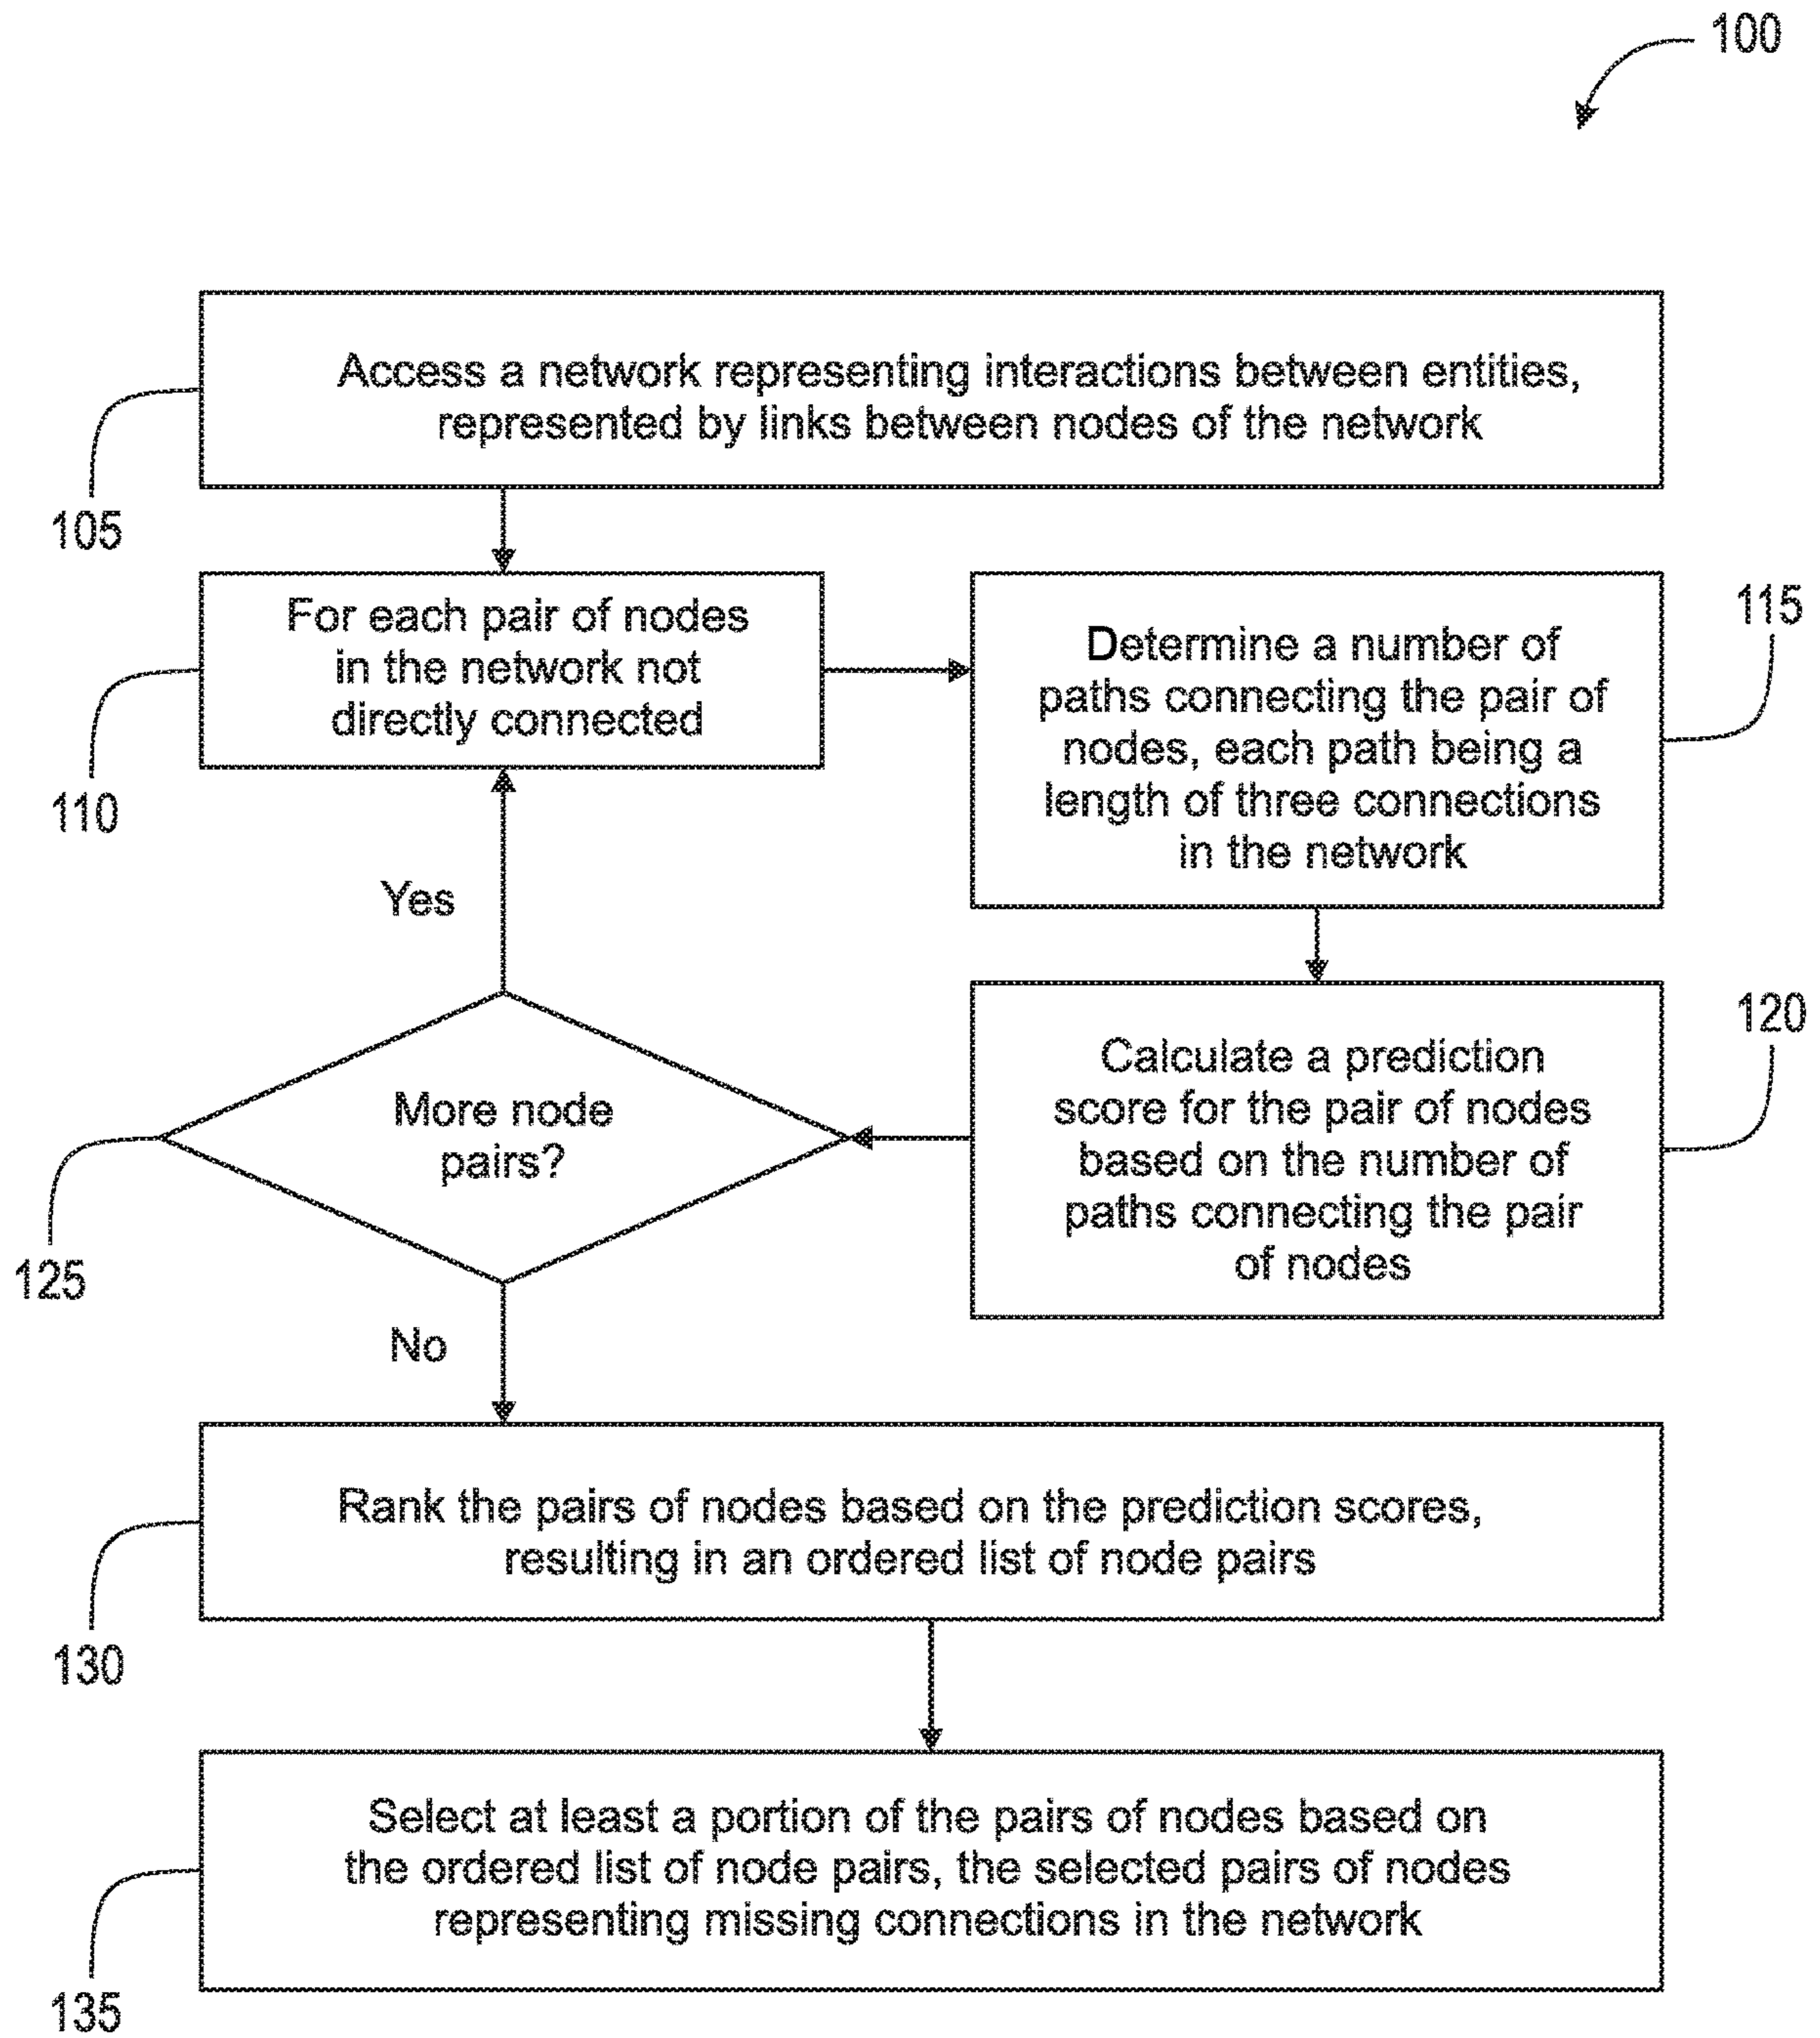 100
Access a network representing interactions between entities,
represented by links between nodes of the network
105
For each pair of nodes
in the network not
directly connected
110
Determine a number of
paths connecting the pair of
nodes, each path being a
length of three connections
in the network
115
Yes
Calculate a prediction
score for the pair of nodes
based on the number of
paths connecting the pair
of nodes
120
More node
pairs?
125
No
Rank the pairs of nodes based on the prediction scores,
resulting in an ordered list of node pairs
130
Select at least a portion of the pairs of nodes based on
the ordered list of node pairs, the selected pairs of nodes
representing missing connections in the network
135